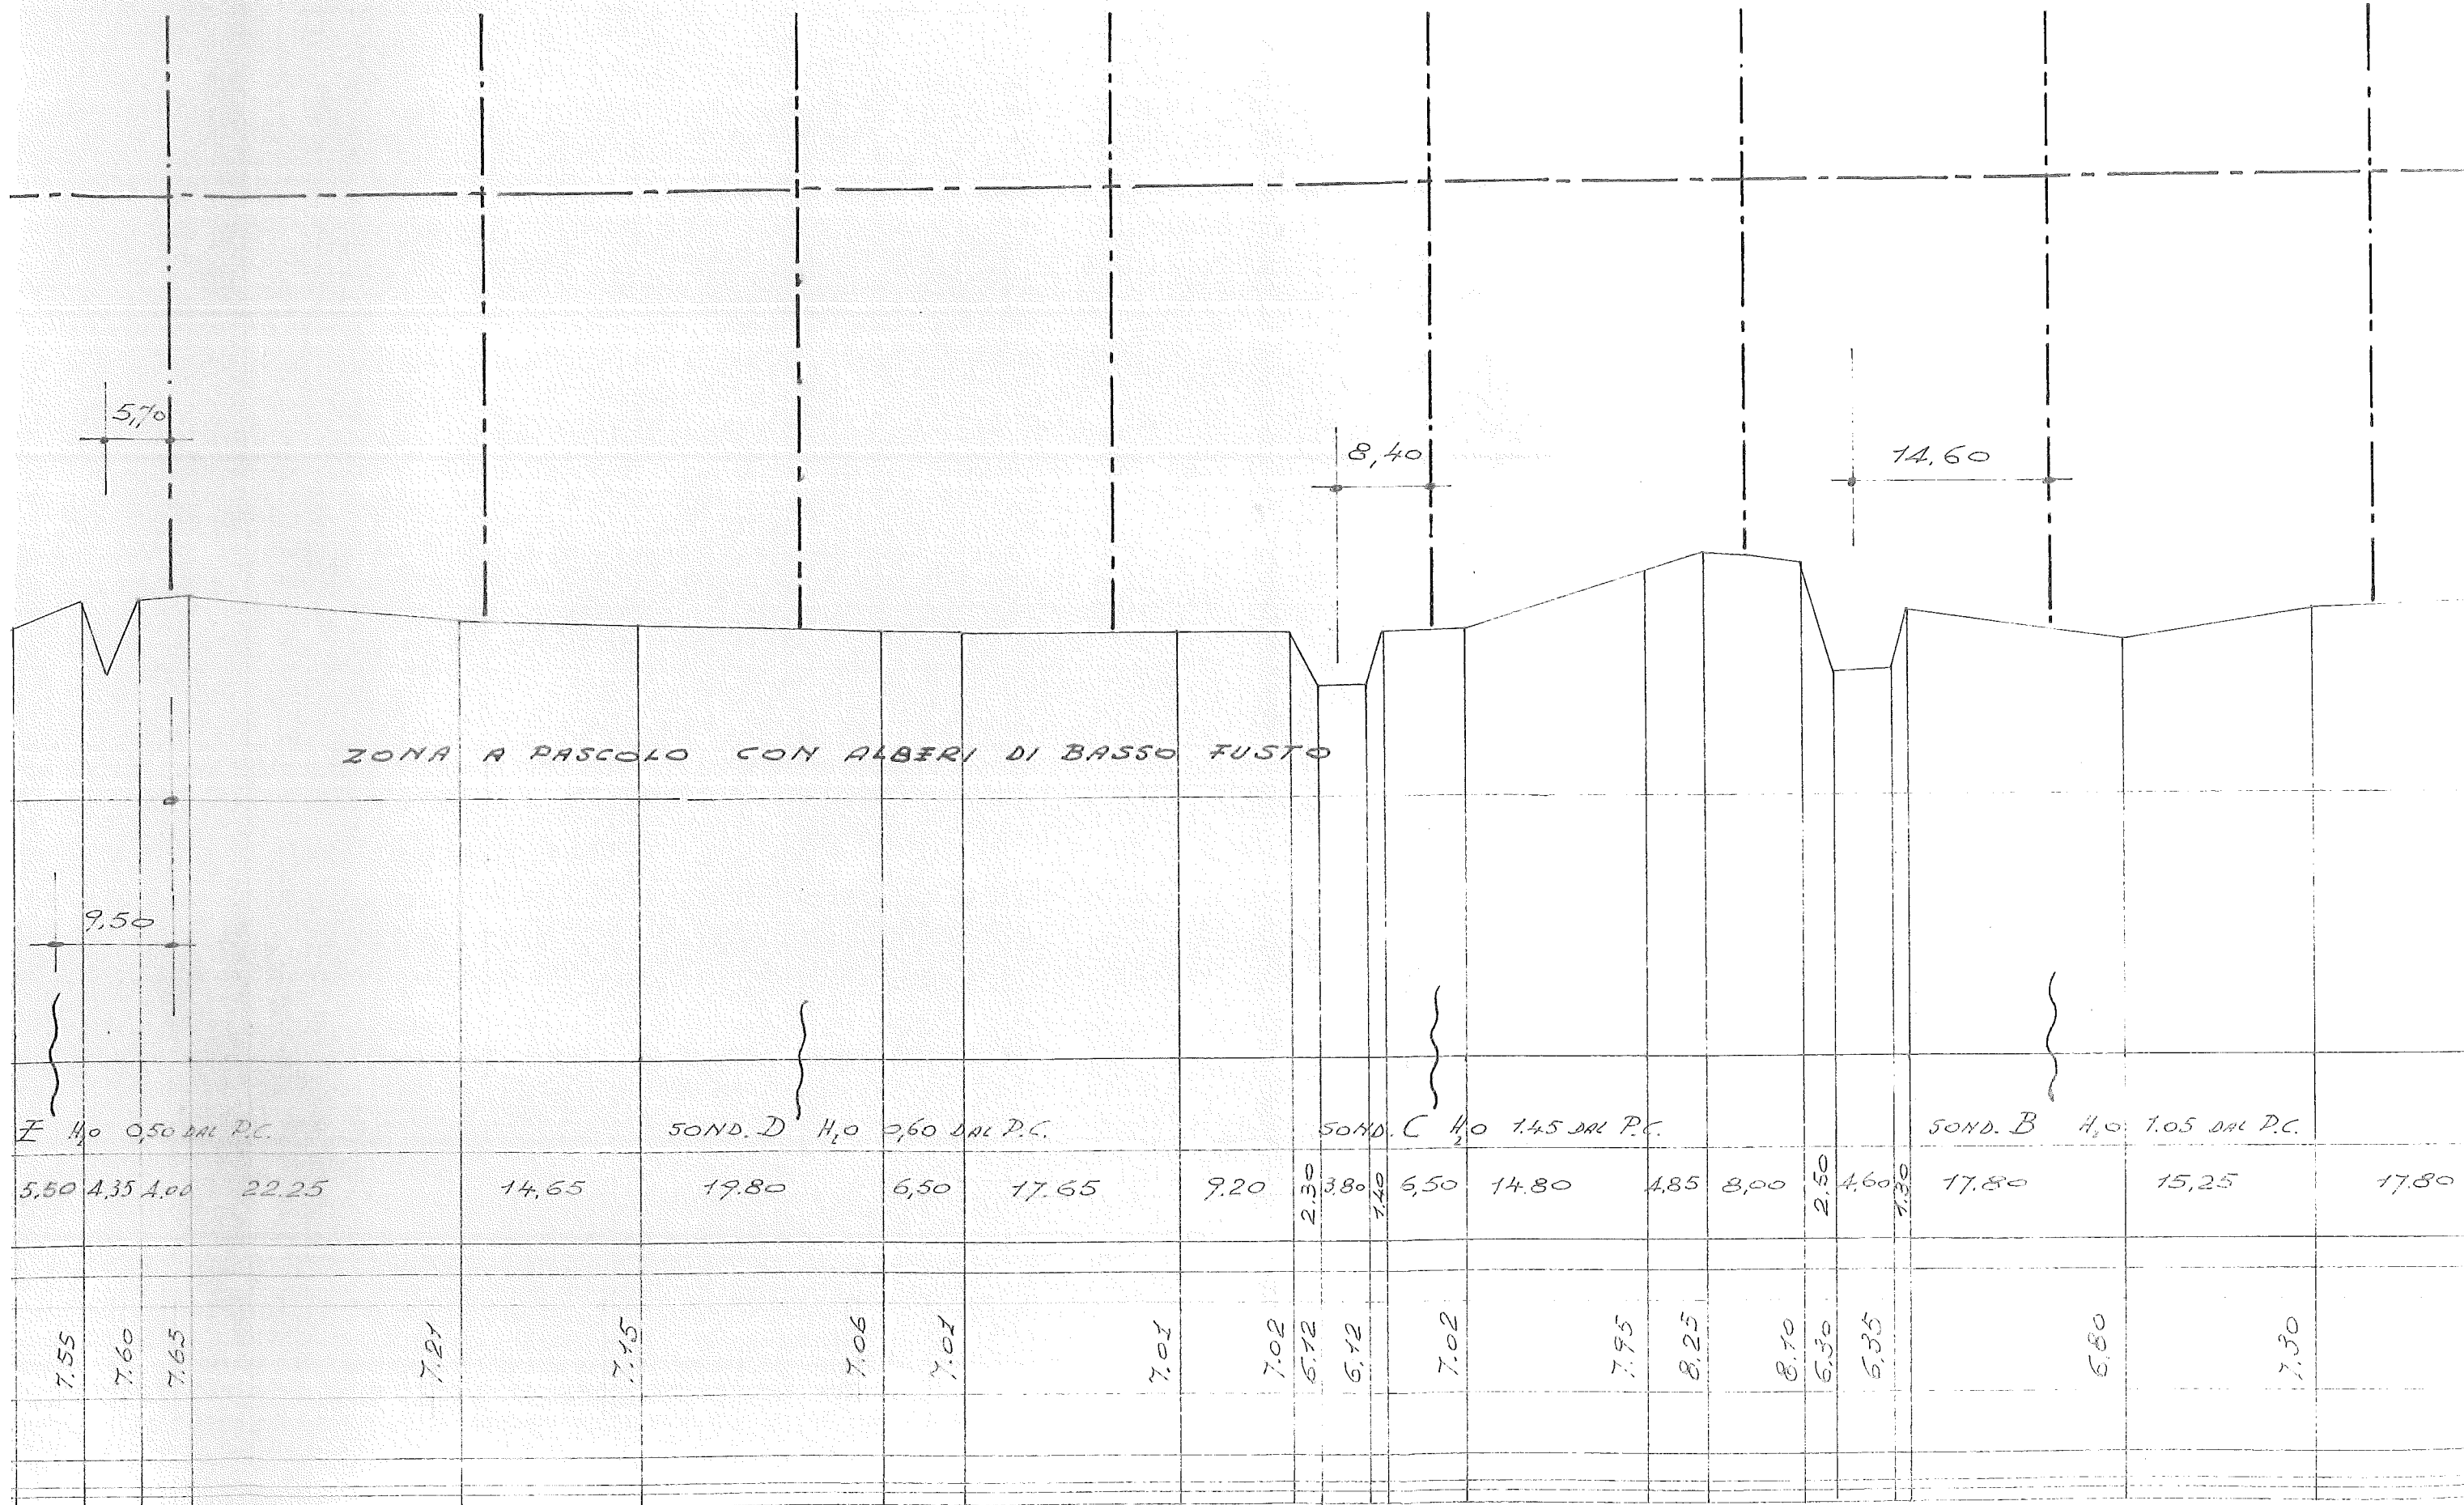 5,70
8,40
14.60
ZONA A PASCOLO CON ALBERI DI BASSO FUSTO
9,50
E H₂O 0,50 DAL P.C. SOND. D H₂O 0,60 DAL P.C. SOND. C H₂O 1.45 DAL P.C. SOND. B H₂O 1.05 DAL P.C.
5,50 4,35 4,00 22.25 14,65 19.80 6,50 17.65 9.20 2.30 3.80 1.40 6,50 14.80 4,85 8,00 2.50 4.60 1.30 17.80 15,25 17.80
7.55 7.60 7.65 7.21 7.15 7.06 7.01 7.01 7.02 6.12 6.12 7.02 7.95 8.25 8.10 6,30 6,35 6.80 7.30